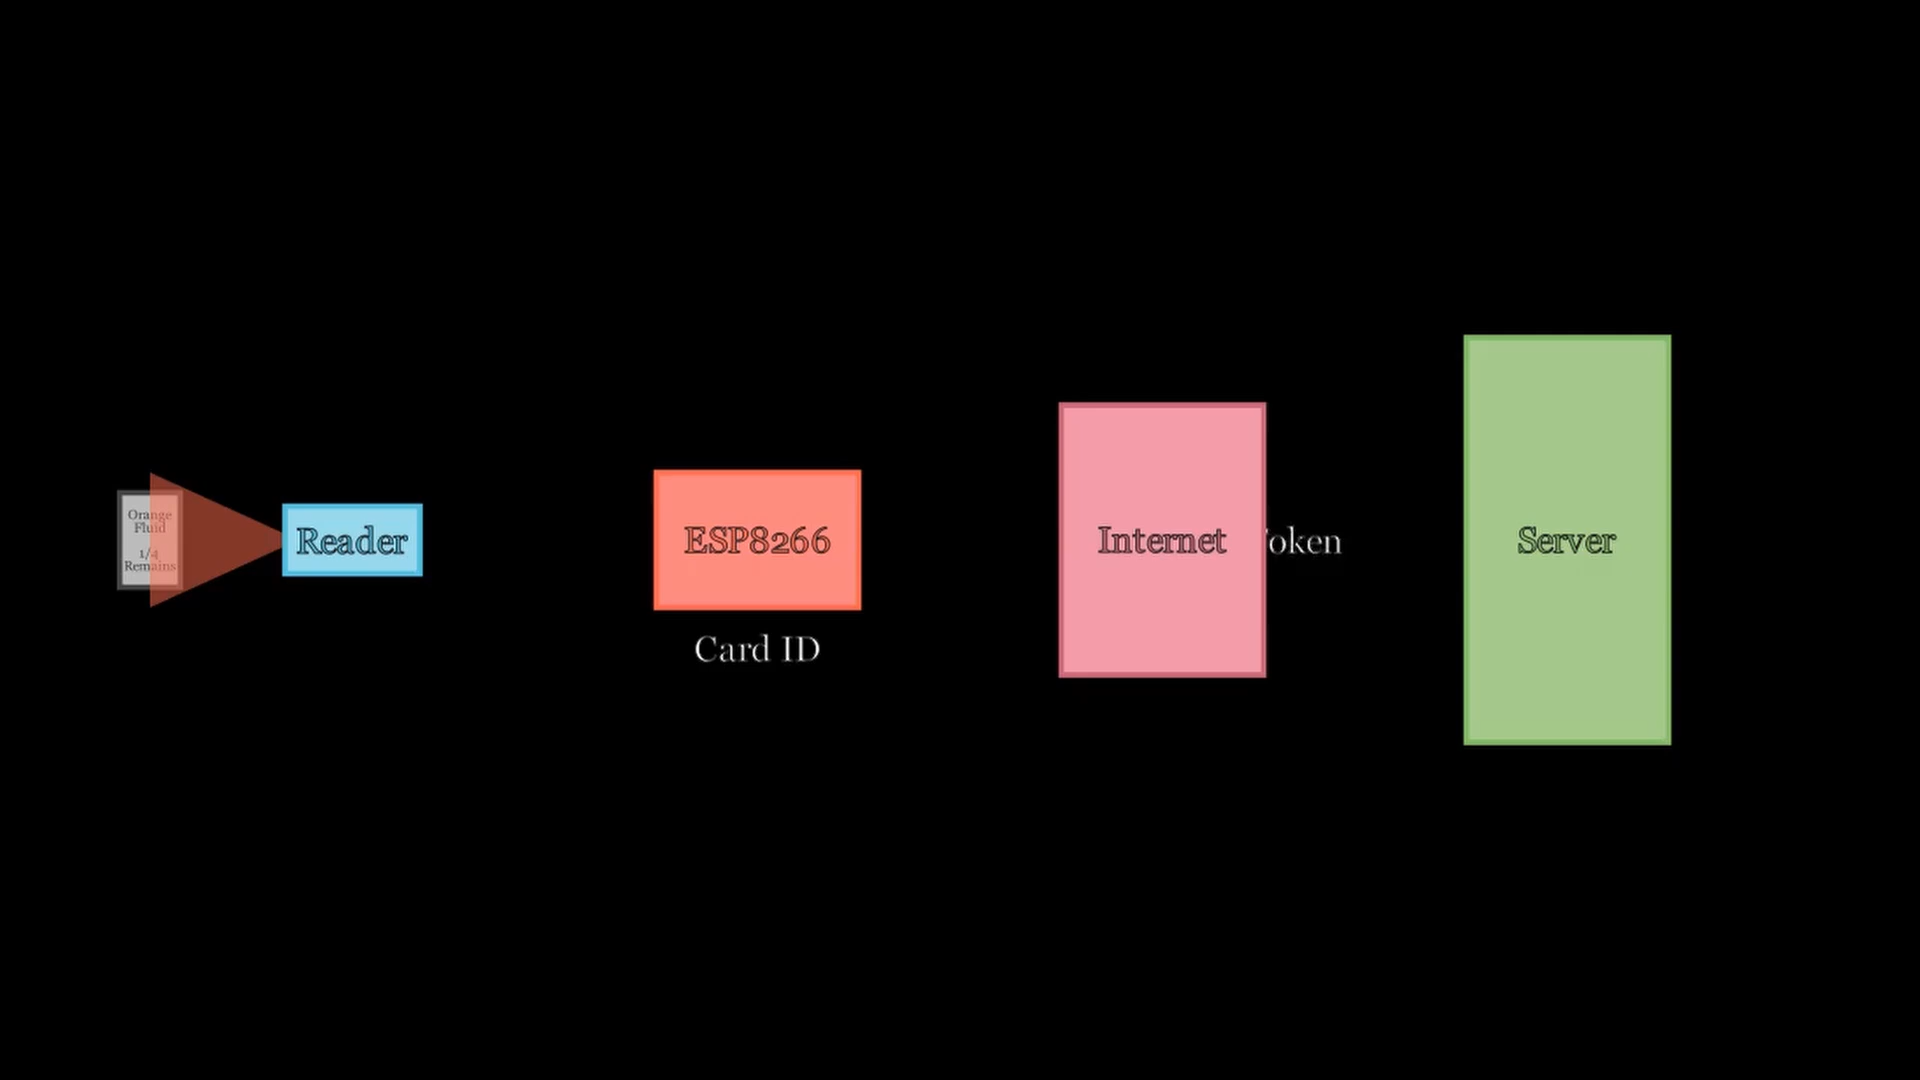 Orange
Fluid
1/4
Remains
Reader
ESP8266
Card ID
Internet
oken
Server